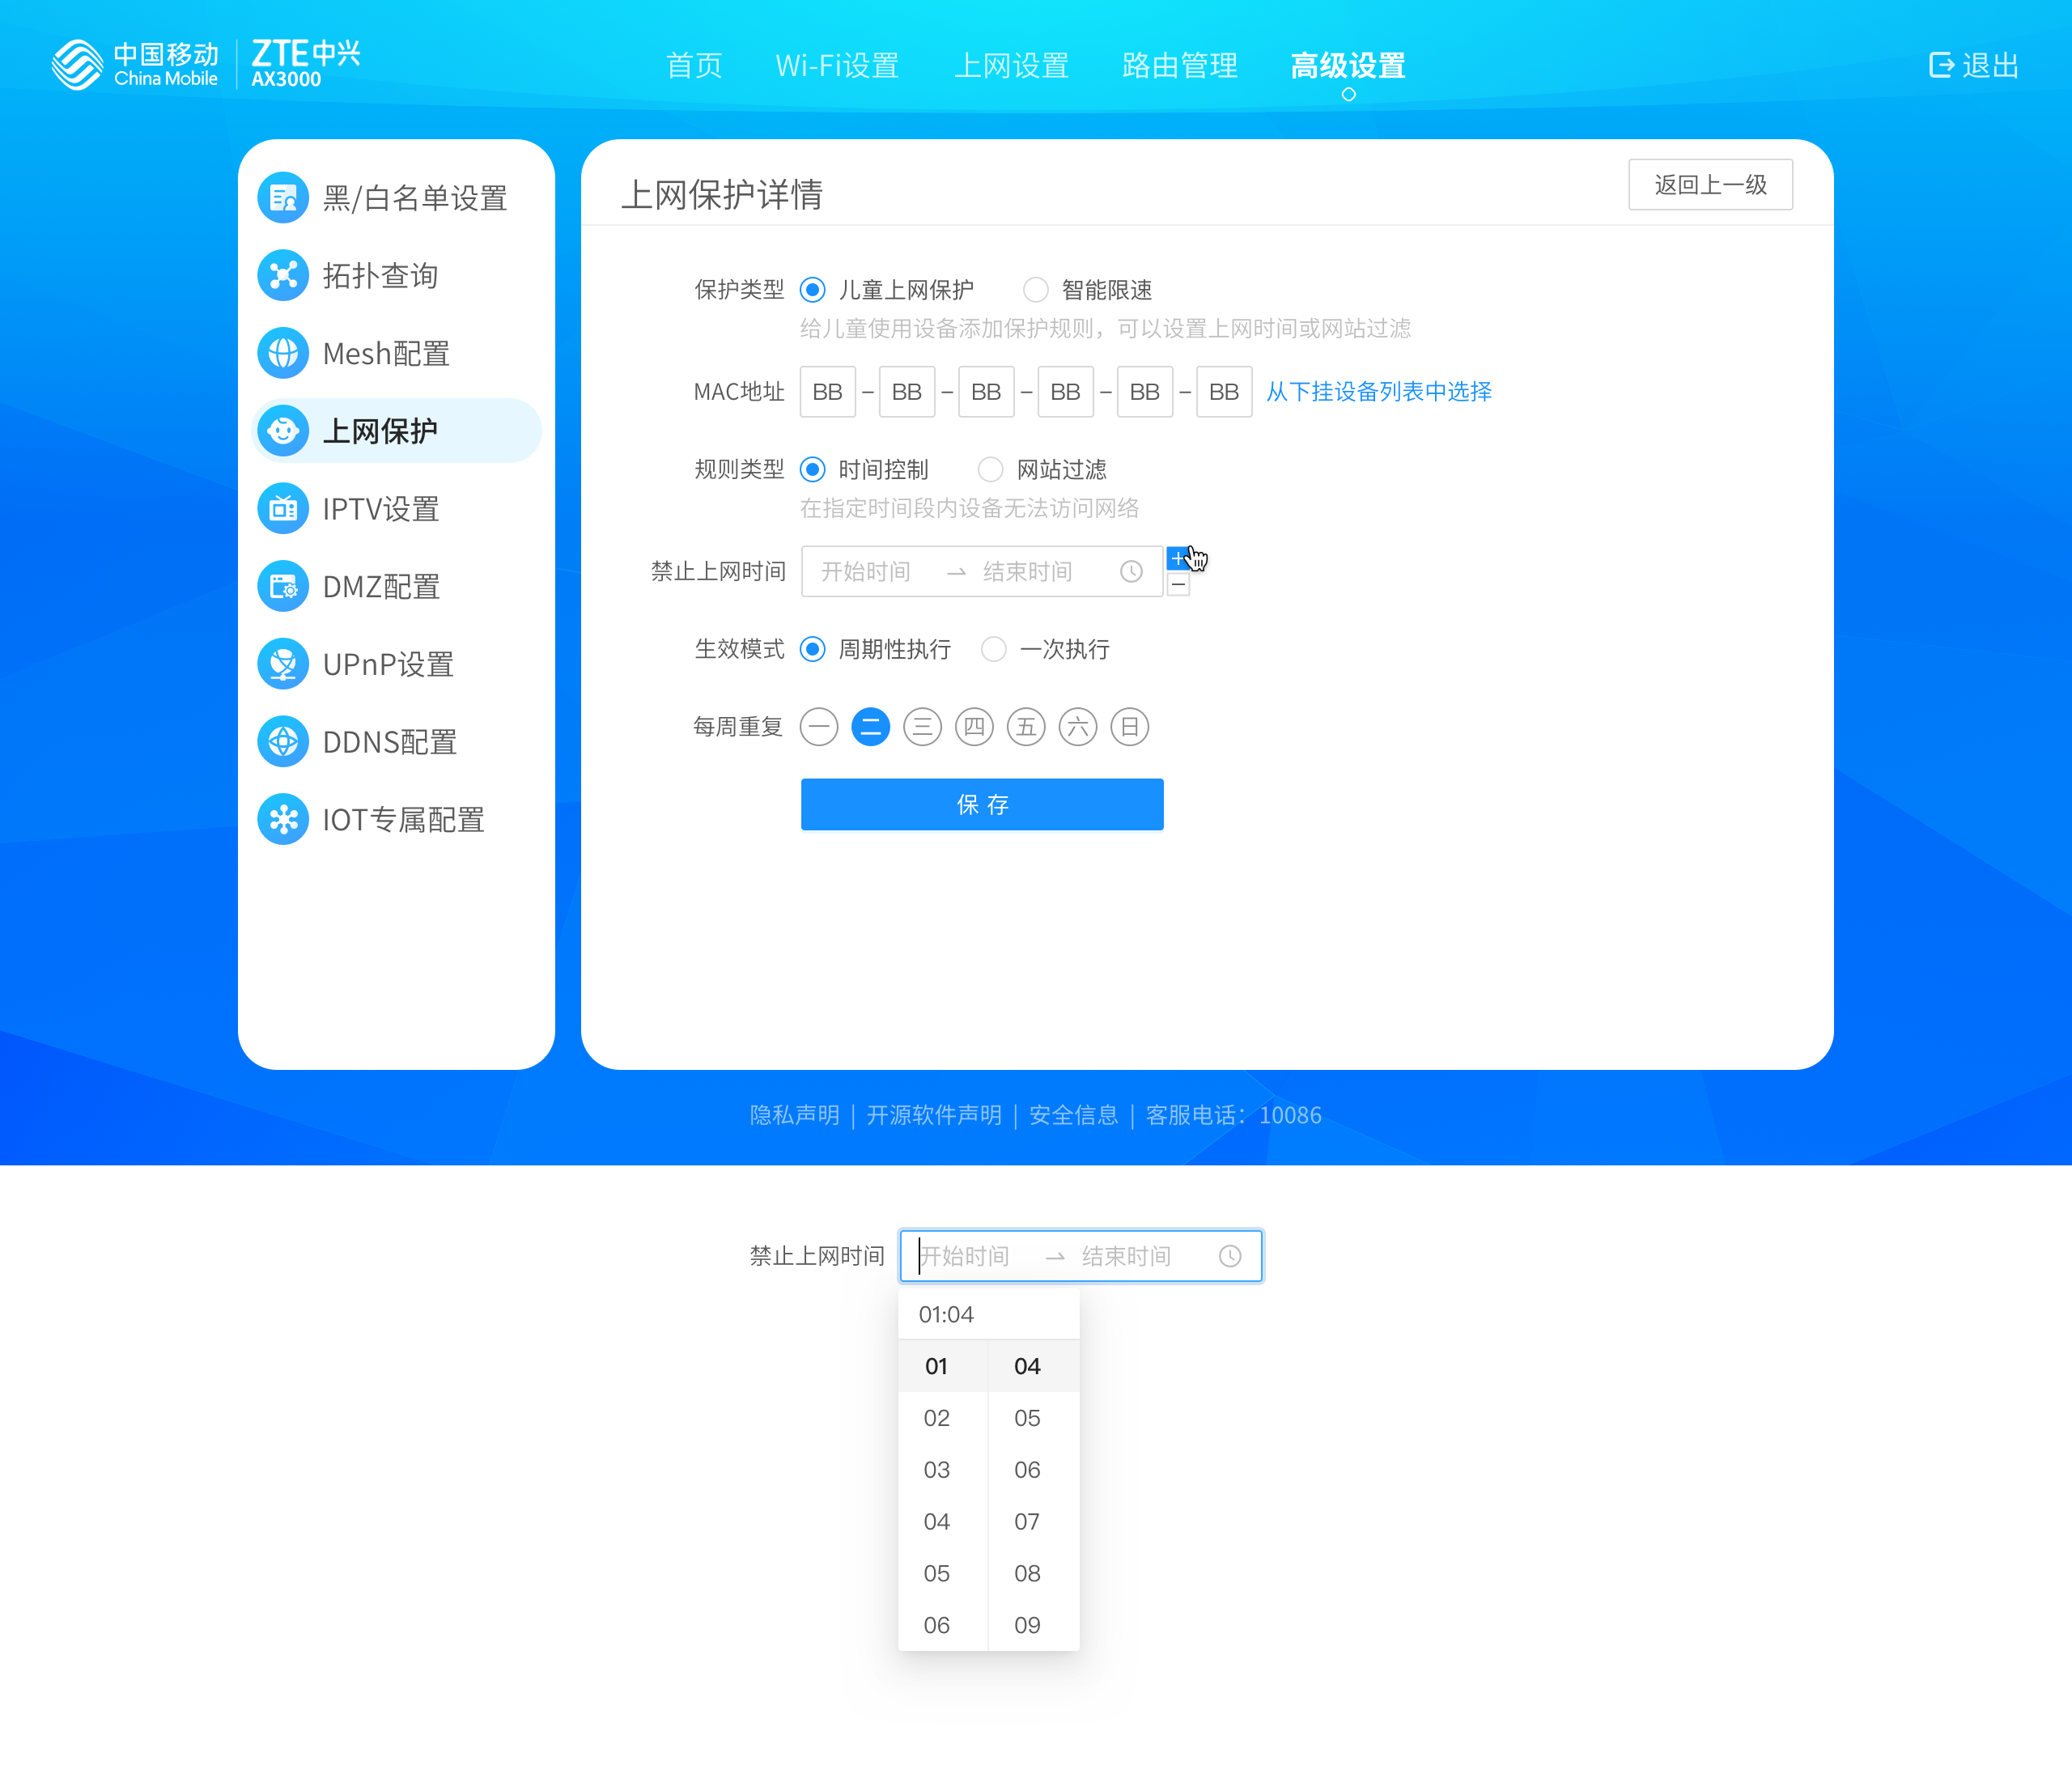 中国移动
China Mobile
ZTE中兴
AX3000
首页 Wi-Fi设置 上网设置 路由管理 高级设置
退出
黑/白名单设置
拓扑查询
Mesh配置
上网保护
IPTV设置
DMZ配置
UPnP设置
DDNS配置
IOT专属配置
上网保护详情
返回上一级
保护类型 儿童上网保护 智能限速
给儿童使用设备添加保护规则，可以设置上网时间或网站过滤
MAC地址 BB – BB – BB – BB – BB – BB 从下挂设备列表中选择
规则类型 时间控制 网站过滤
在指定时间段内设备无法访问网络
禁止上网时间 开始时间 → 结束时间
生效模式 周期性执行 一次执行
每周重复 一 二 三 四 五 六 日
保 存
隐私声明 | 开源软件声明 | 安全信息 | 客服电话：10086
禁止上网时间 开始时间 → 结束时间
01:04
01 04
02 05
03 06
04 07
05 08
06 09